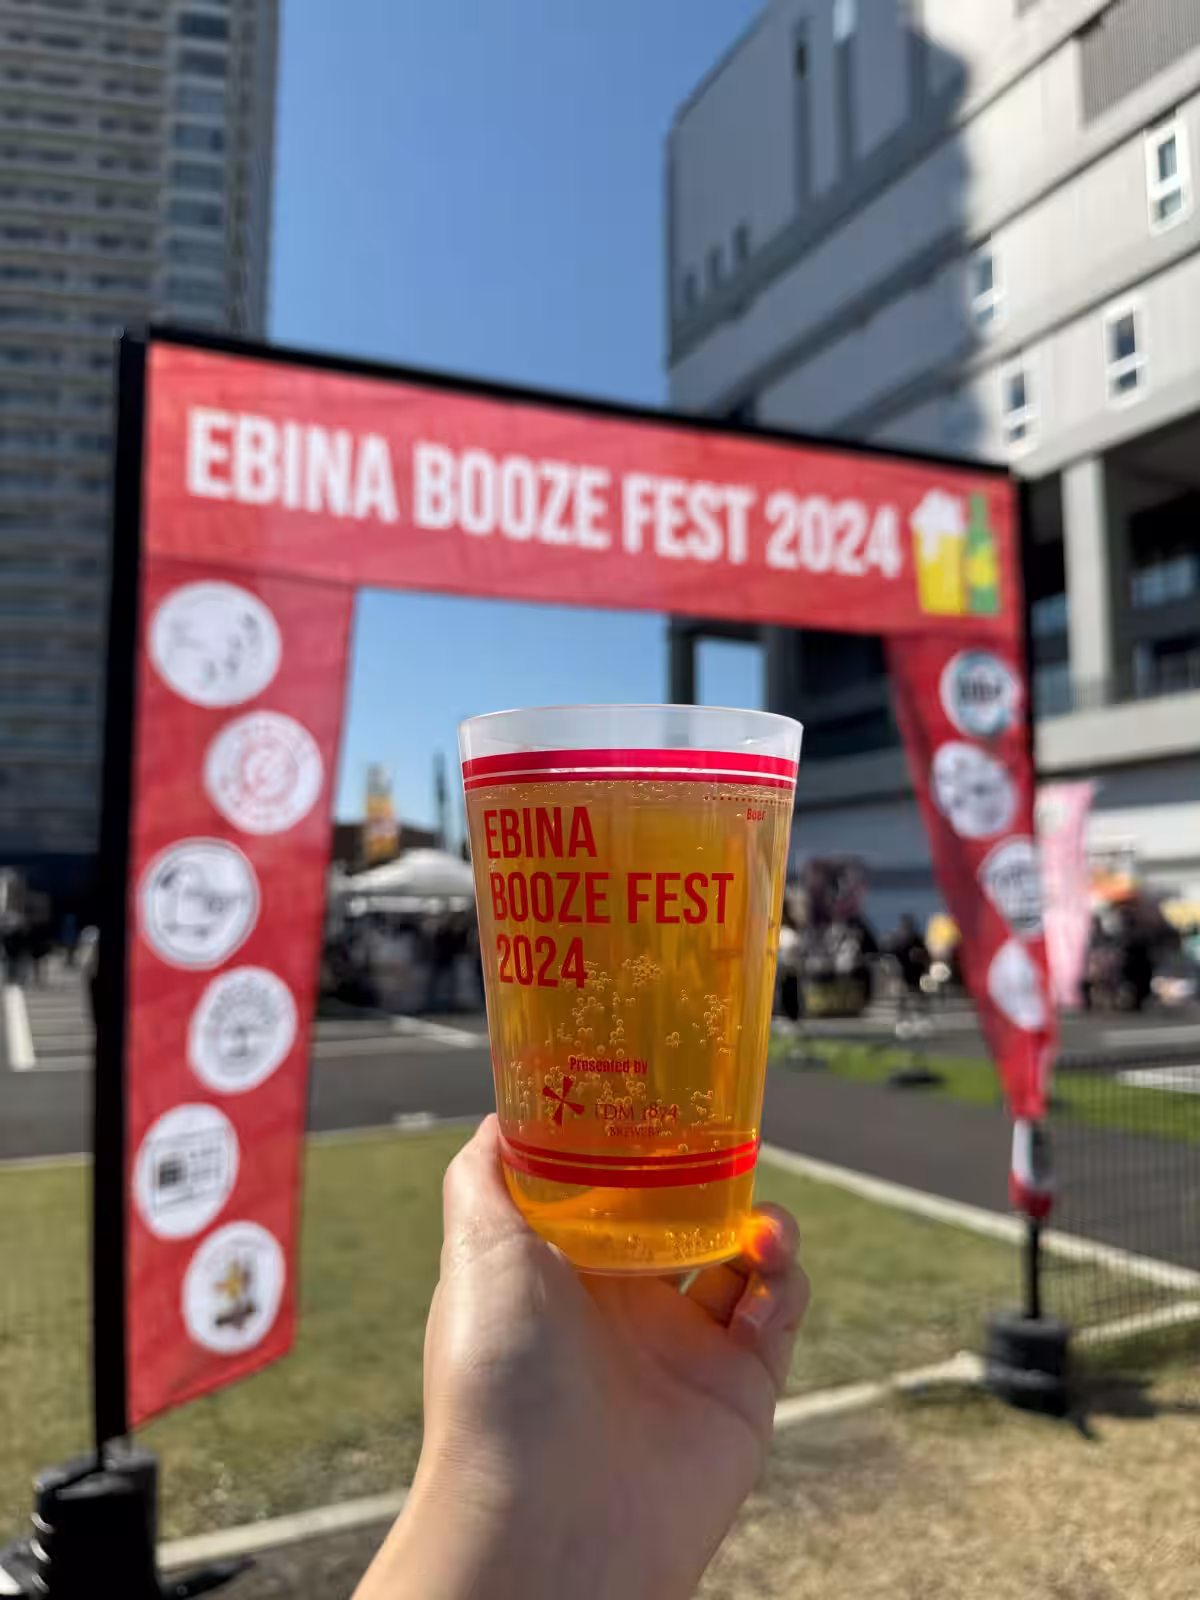 EBINA BOOZE FEST 2024
EBINA
BOOZE FEST
2024
Beer
Presented by
TDM 1874
BREWERY